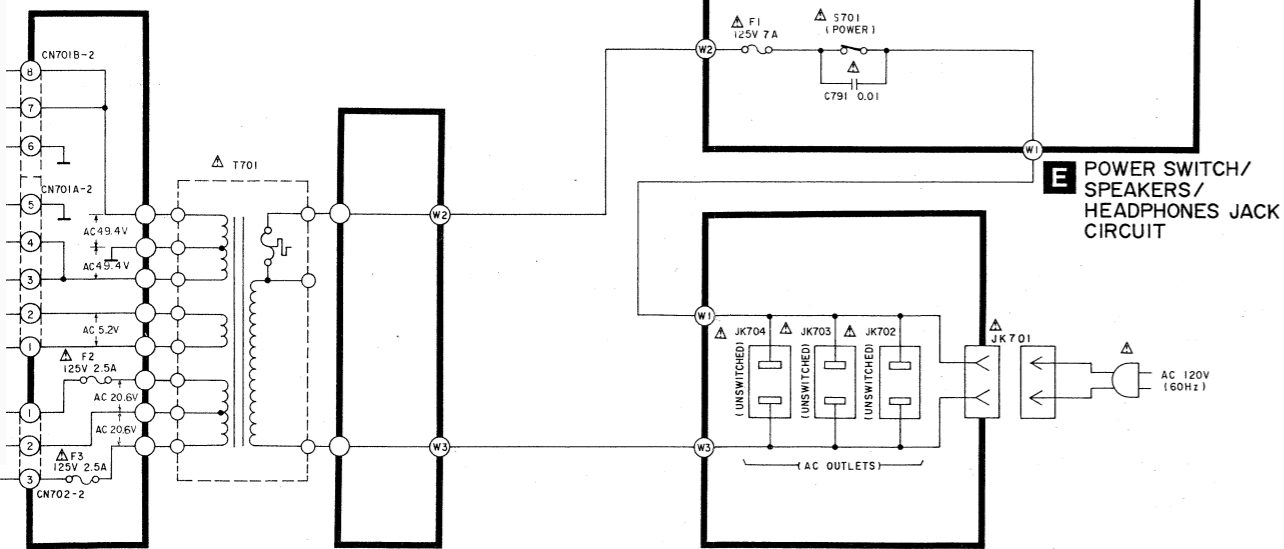 CN701B-2
8
7
6
CN701A-2
5
4
3
2
1
AC49.4V
AC49.4V
AC 5.2V
F2
125V 2.5A
AC 20.6V
AC 20.6V
1
2
F3
125V 2.5A
3
CN702-2
T701
W2
W3
W2
F1
125V 7A
S701
(POWER)
C791 0.01
W1
E
POWER SWITCH/
SPEAKERS/
HEADPHONES JACK
CIRCUIT
W1
JK704
(UNSWITCHED)
JK703
(UNSWITCHED)
JK702
(UNSWITCHED)
JK701
AC 120V
(60Hz)
W3
(AC OUTLETS)